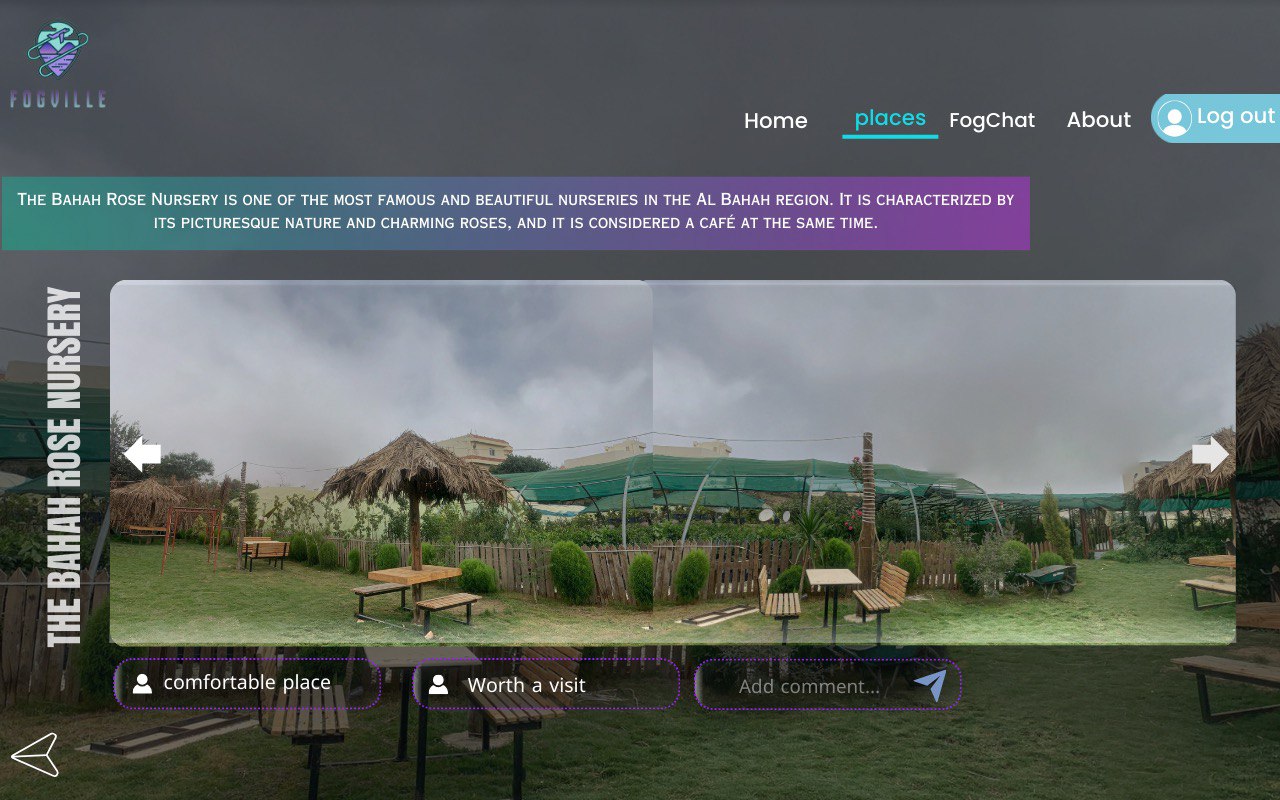 FOGVILLE
Home
places
FogChat
About
Log out
The Bahah Rose Nursery is one of the most famous and beautiful nurseries in the Al Bahah region. It is characterized by
its picturesque nature and charming roses, and it is considered a café at the same time.
THE BAHAH ROSE NURSERY
comfortable place
Worth a visit
Add comment...